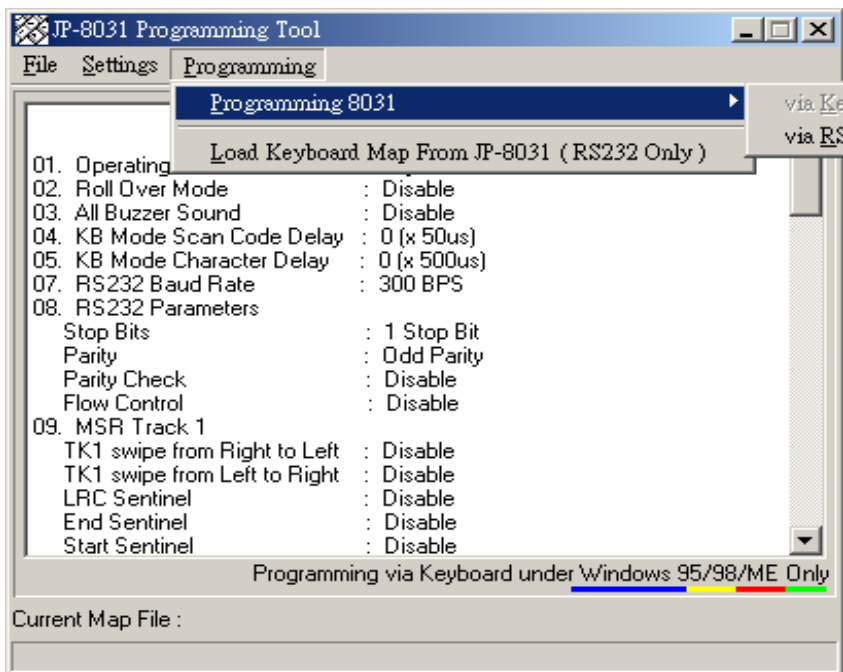 JP-8031 Programming Tool
File Settings Programming
Programming 8031
via Ke
via RS
Load Keyboard Map From JP-8031 ( RS232 Only )
01. Operating
02. Roll Over Mode : Disable
03. All Buzzer Sound : Disable
04. KB Mode Scan Code Delay : 0 (x 50us)
05. KB Mode Character Delay : 0 (x 500us)
07. RS232 Baud Rate : 300 BPS
08. RS232 Parameters
Stop Bits : 1 Stop Bit
Parity : Odd Parity
Parity Check : Disable
Flow Control : Disable
09. MSR Track 1
TK1 swipe from Right to Left : Disable
TK1 swipe from Left to Right : Disable
LRC Sentinel : Disable
End Sentinel : Disable
Start Sentinel : Disable
Programming via Keyboard under Windows 95/98/ME Only
Current Map File :